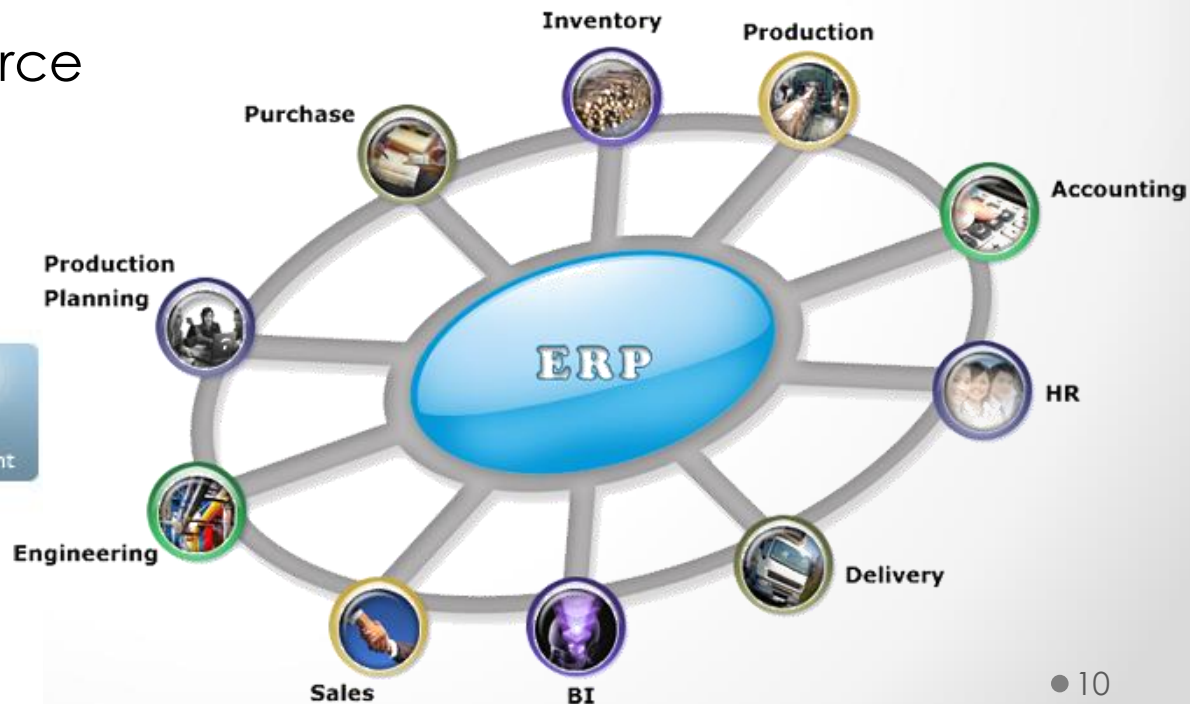 rce
Inventory
Production
Purchase
Accounting
Production
Planning
ERP
nt
HR
Engineering
Delivery
Sales
BI
10